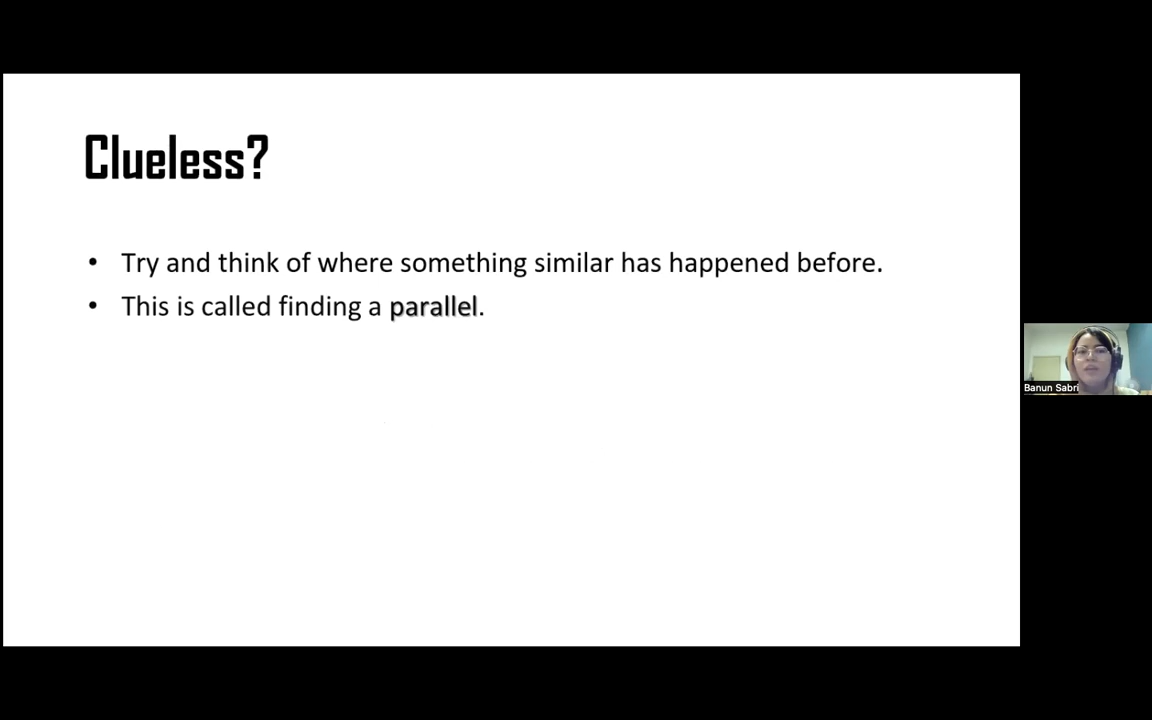 Clueless?
• Try and think of where something similar has happened before.
• This is called finding a parallel.
Banun Sabri